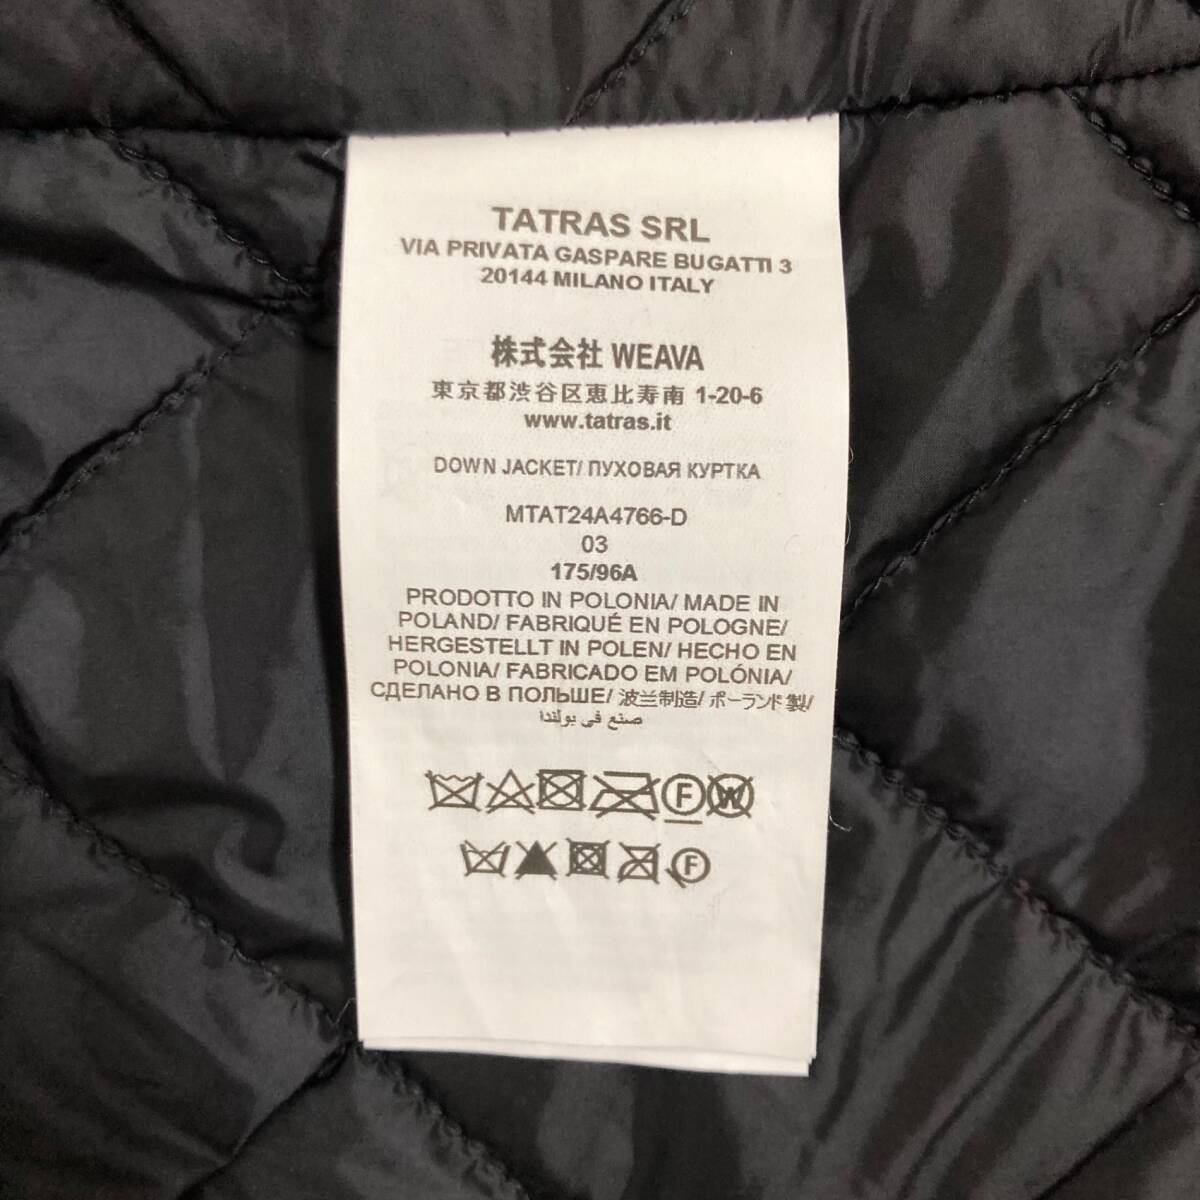 TATRAS SRL
VIA PRIVATA GASPARE BUGATTI 3
20144 MILANO ITALY
株式会社 WEAVA
東京都渋谷区恵比寿南 1-20-6
www.tatras.it
DOWN JACKET/ ПУХОВАЯ КУРТКА
MTAT24A4766-D
03
175/96A
PRODOTTO IN POLONIA/ MADE IN
POLAND/ FABRIQUÉ EN POLOGNE/
HERGESTELLT IN POLEN/ HECHO EN
POLONIA/ FABRICADO EM POLÓNIA/
СДЕЛАНО В ПОЛЬШЕ/ 波兰制造/ ポーランド製/
صنع في بولندا
F W
F